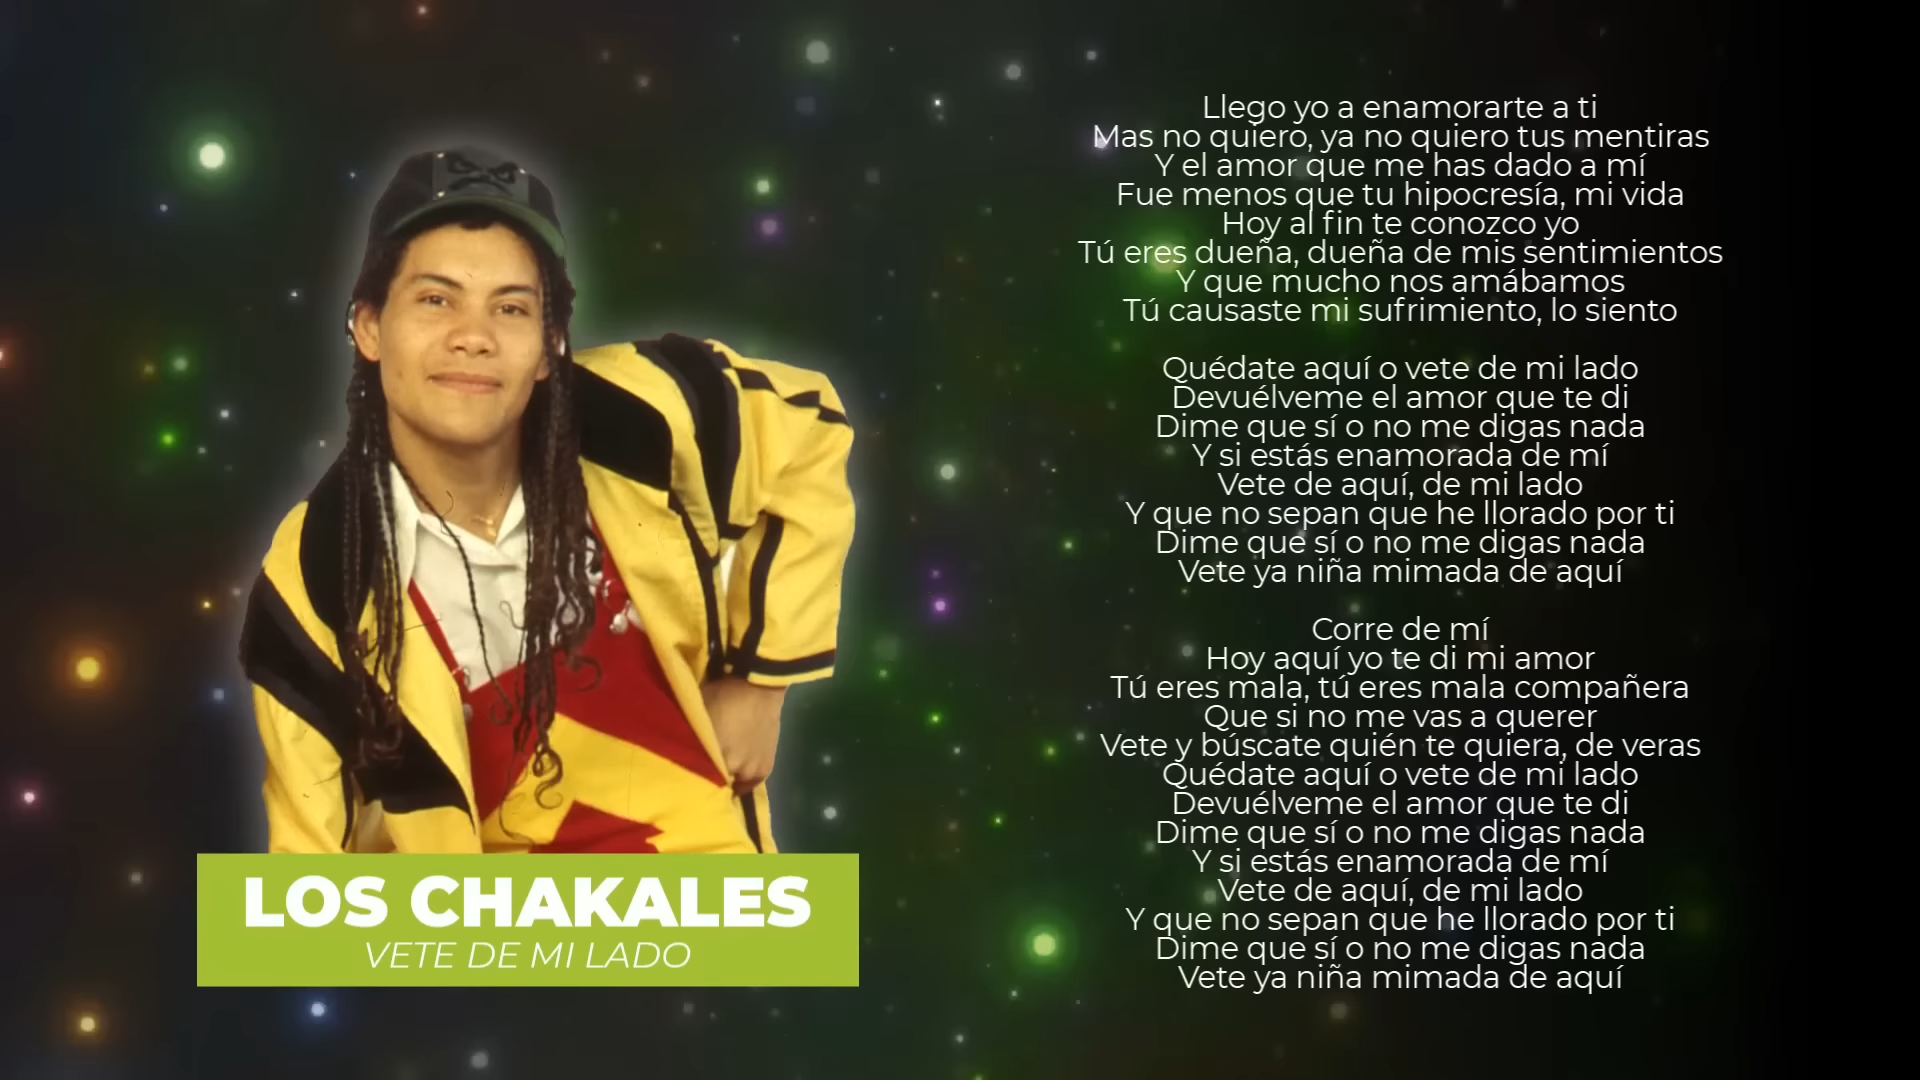 Llego yo a enamorarte a ti
Mas no quiero, ya no quiero tus mentiras
Y el amor que me has dado a mí
Fue menos que tu hipocresía, mi vida
Hoy al fin te conozco yo
Tú eres dueña, dueña de mis sentimientos
Y que mucho nos amábamos
Tú causaste mi sufrimiento, lo siento
Quédate aquí o vete de mi lado
Devuélveme el amor que te di
Dime que sí o no me digas nada
Y si estás enamorada de mí
Vete de aquí, de mi lado
Y que no sepan que he llorado por ti
Dime que sí o no me digas nada
Vete ya niña mimada de aquí
Corre de mí
Hoy aquí yo te di mi amor
Tú eres mala, tú eres mala compañera
Que si no me vas a querer
Vete y búscate quién te quiera, de veras
Quédate aquí o vete de mi lado
Devuélveme el amor que te di
Dime que sí o no me digas nada
Y si estás enamorada de mí
Vete de aquí, de mi lado
Y que no sepan que he llorado por ti
Dime que sí o no me digas nada
Vete ya niña mimada de aquí
LOS CHAKALES
VETE DE MI LADO